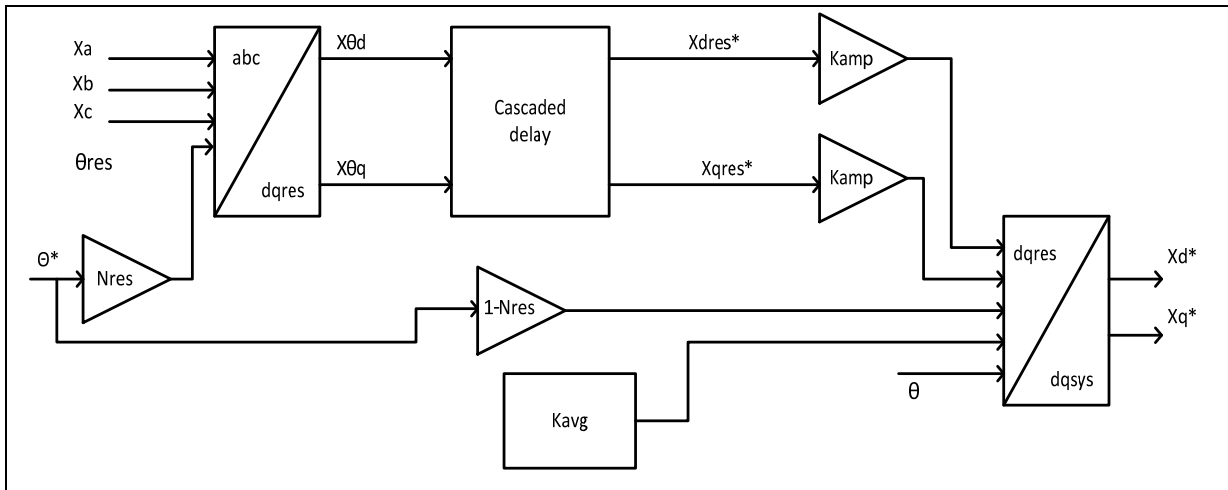 Xa
Xb
Xc
θres
abc
dqres
Xθd
Xθq
Cascaded
delay
Xdres*
Xqres*
Kamp
Kamp
Θ*
Nres
1-Nres
Kavg
θ
dqres
dqsys
Xd*
Xq*